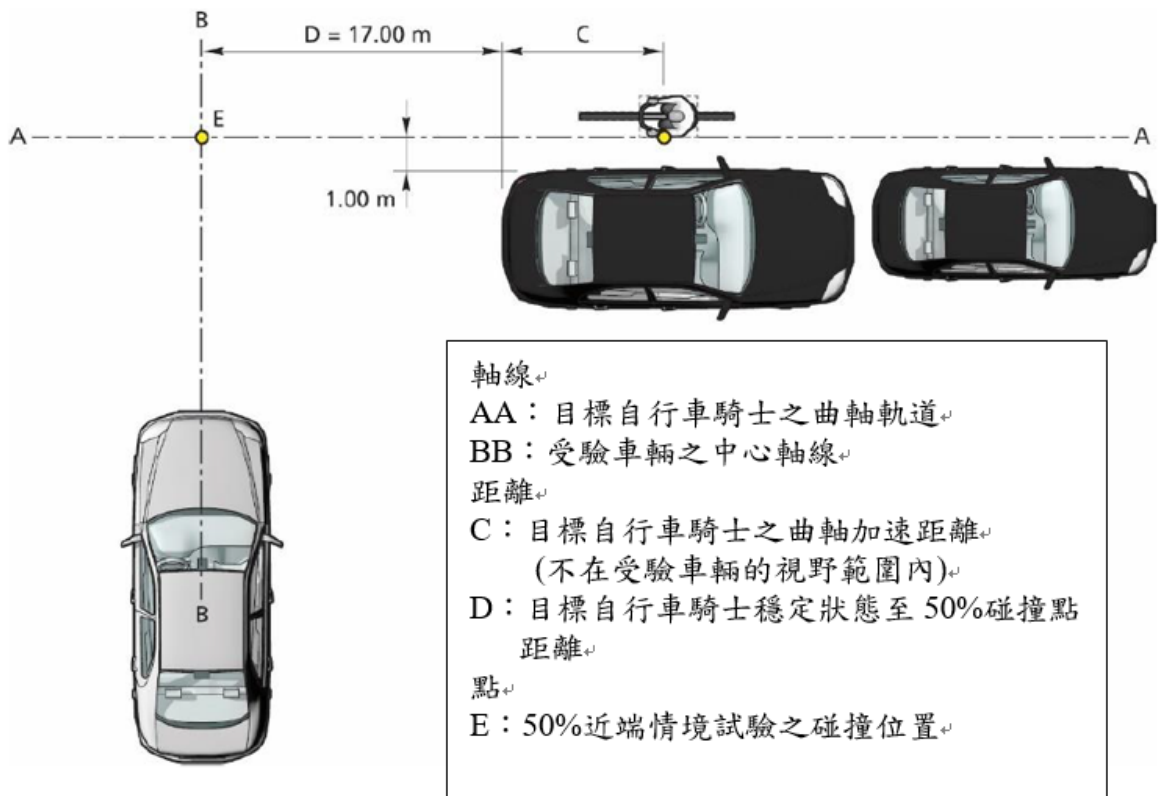 B
D = 17.00 m
C
A
E
A
1.00 m
B
軸線↵
AA：目標自行車騎士之曲軸軌道↵
BB：受驗車輛之中心軸線↵
距離↵
C：目標自行車騎士之曲軸加速距離↵
(不在受驗車輛的視野範圍內)↵
D：目標自行車騎士穩定狀態至 50%碰撞點
距離↵
點↵
E：50%近端情境試驗之碰撞位置↵